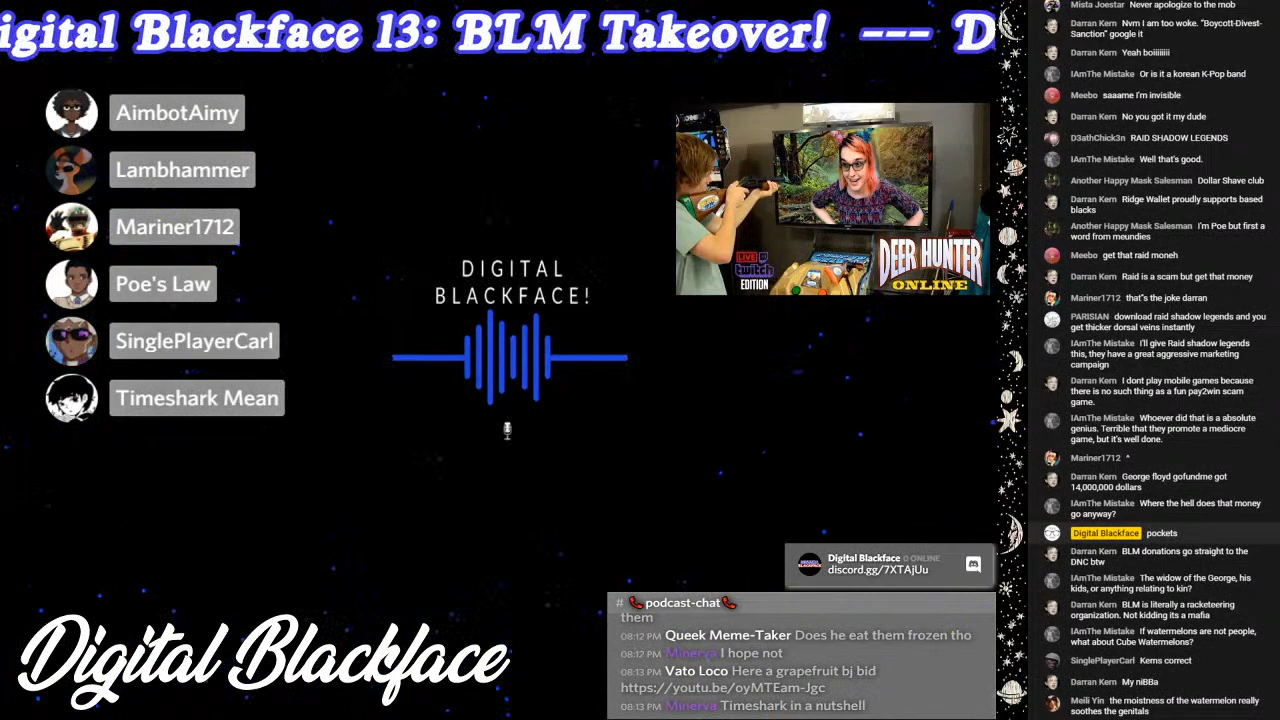 igital Blackface 13: BLM Takeover! --- D
AimbotAimy
Lambhammer
Mariner1712
Poe's Law
SinglePlayerCarl
Timeshark Mean
DIGITAL
BLACKFACE!
LIVE
twitch
EDITION
DEER HUNTER
ONLINE
Digital Blackface 0 ONLINE
discord.gg/7XTAjUu
# podcast-chat
them
08:12 PM Queek Meme-Taker Does he eat them frozen tho
08:12 PM Minerva I hope not
08:13 PM Vato Loco Here a grapefruit bj bid
https://youtu.be/oyMTEam-Jgc
08:13 PM Minerva Timeshark in a nutshell
Digital Blackface
Mista Joestar Never apologize to the mob
Darran Kern Nvm I am too woke. "Boycott-Divest-
Sanction" google it
Darran Kern Yeah boiiiiiiii
IAmThe Mistake Or is it a korean K-Pop band
Meebo saaame I'm invisible
Darran Kern No you got it my dude
D3athChick3n RAID SHADOW LEGENDS
IAmThe Mistake Well that's good.
Another Happy Mask Salesman Dollar Shave club
Darran Kern Ridge Wallet proudly supports based
blacks
Another Happy Mask Salesman I'm Poe but first a
word from meundies
Meebo get that raid moneh
Darran Kern Raid is a scam but get that money
Mariner1712 that"s the joke darran
PARISIAN download raid shadow legends and you
get thicker dorsal veins instantly
IAmThe Mistake I'll give Raid shadow legends
this, they have a great aggressive marketing
campaign
Darran Kern I dont play mobile games because
there is no such thing as a fun pay2win scam
game.
IAmThe Mistake Whoever did that is a absolute
genius. Terrible that they promote a mediocre
game, but it's well done.
Mariner1712 ^
Darran Kern George floyd gofundme got
14,000,000 dollars
IAmThe Mistake Where the hell does that money
go anyway?
Digital Blackface pockets
Darran Kern BLM donations go straight to the
DNC btw
IAmThe Mistake The widow of the George, his
kids, or anything relating to kin?
Darran Kern BLM is literally a racketeering
organization. Not kidding its a mafia
IAmThe Mistake If watermelons are not people,
what about Cube Watermelons?
SinglePlayerCarl Kerns correct
Darran Kern My niBBa
Meili Yin the moistness of the watermelon really
soothes the genitals